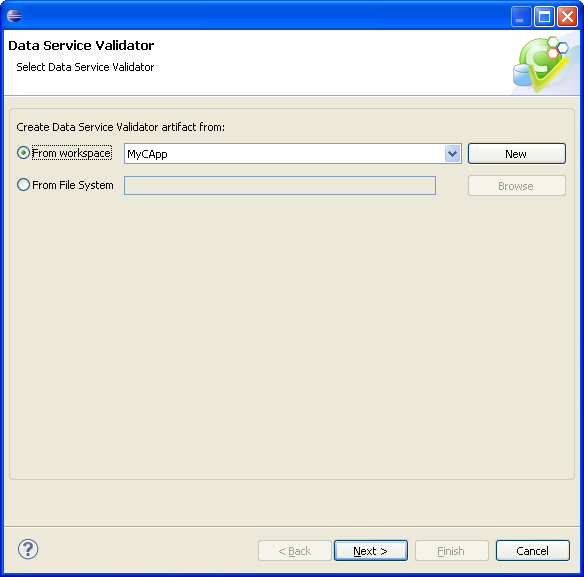 Data Service Validator
Select Data Service Validator
Create Data Service Validator artifact from:
From workspace MyCApp New
From File System Browse
< Back Next > Finish Cancel